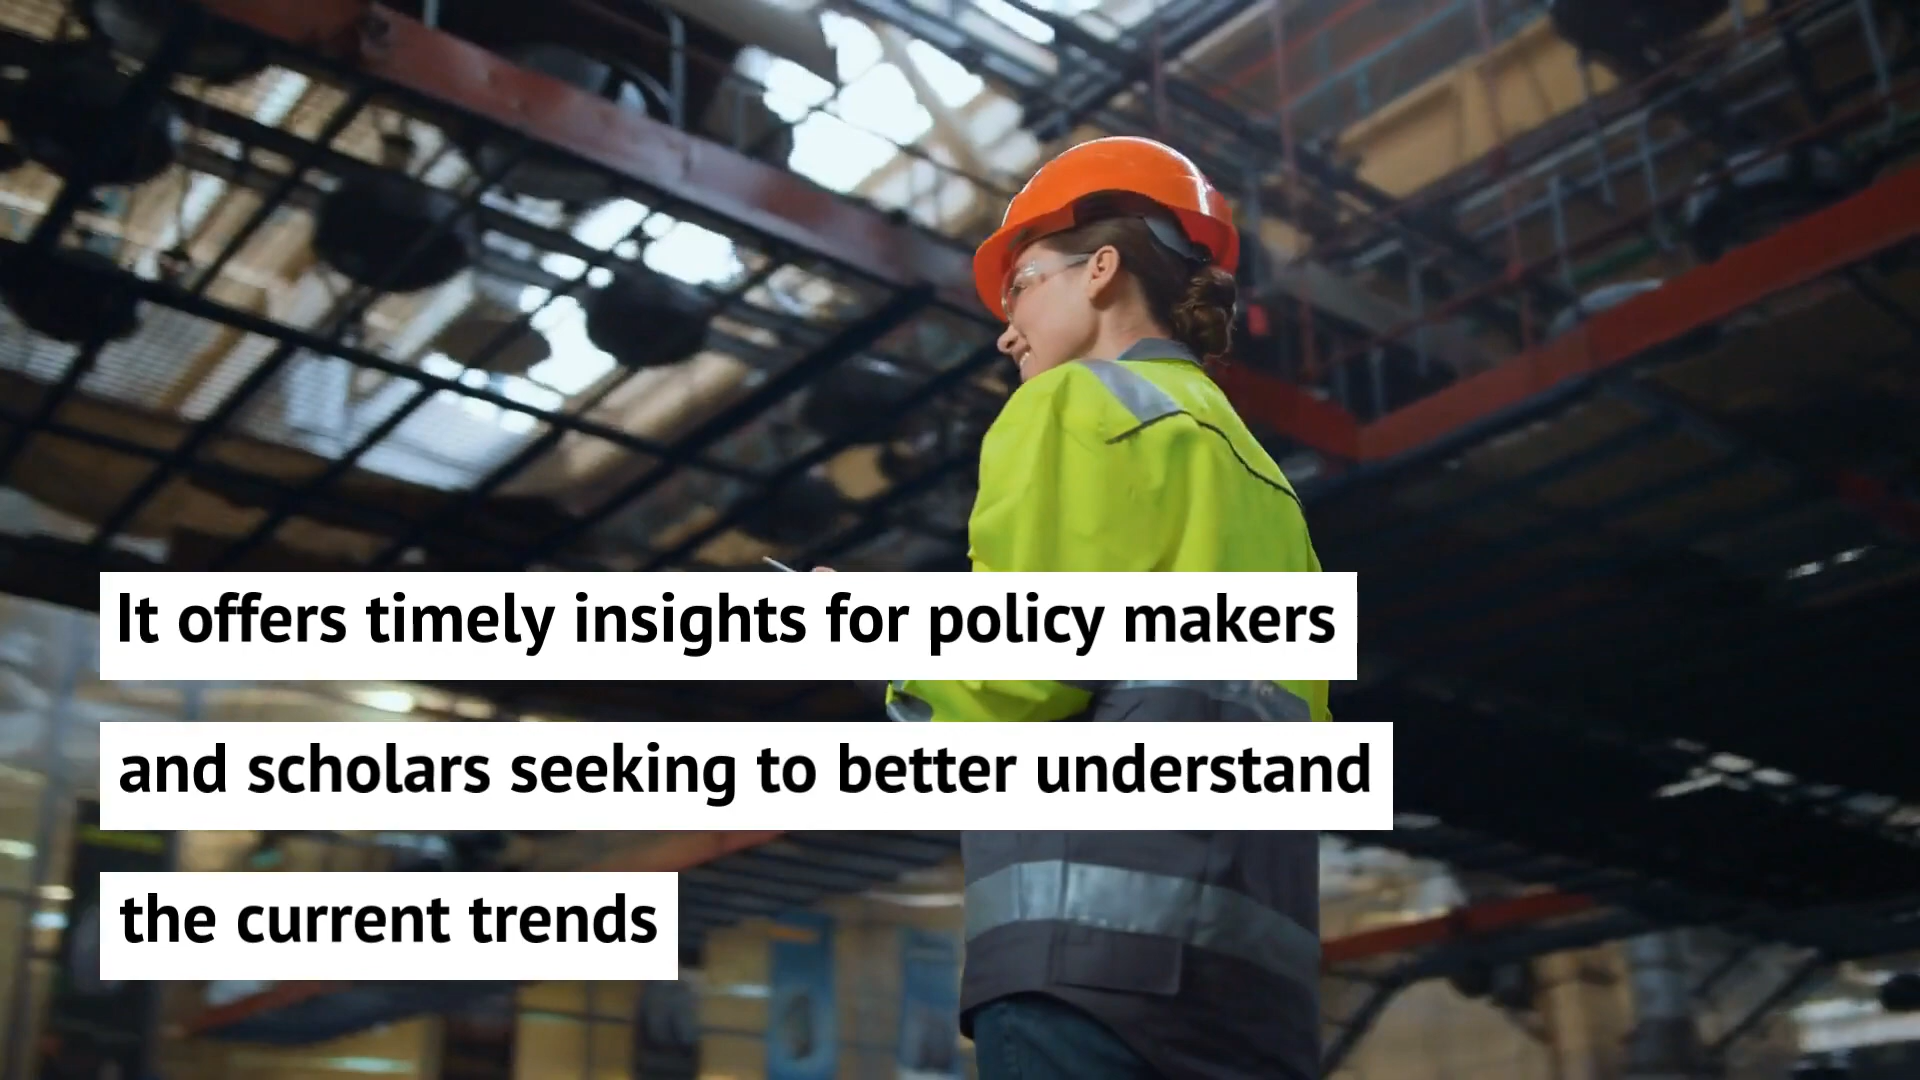 It offers timely insights for policy makers
and scholars seeking to better understand
the current trends